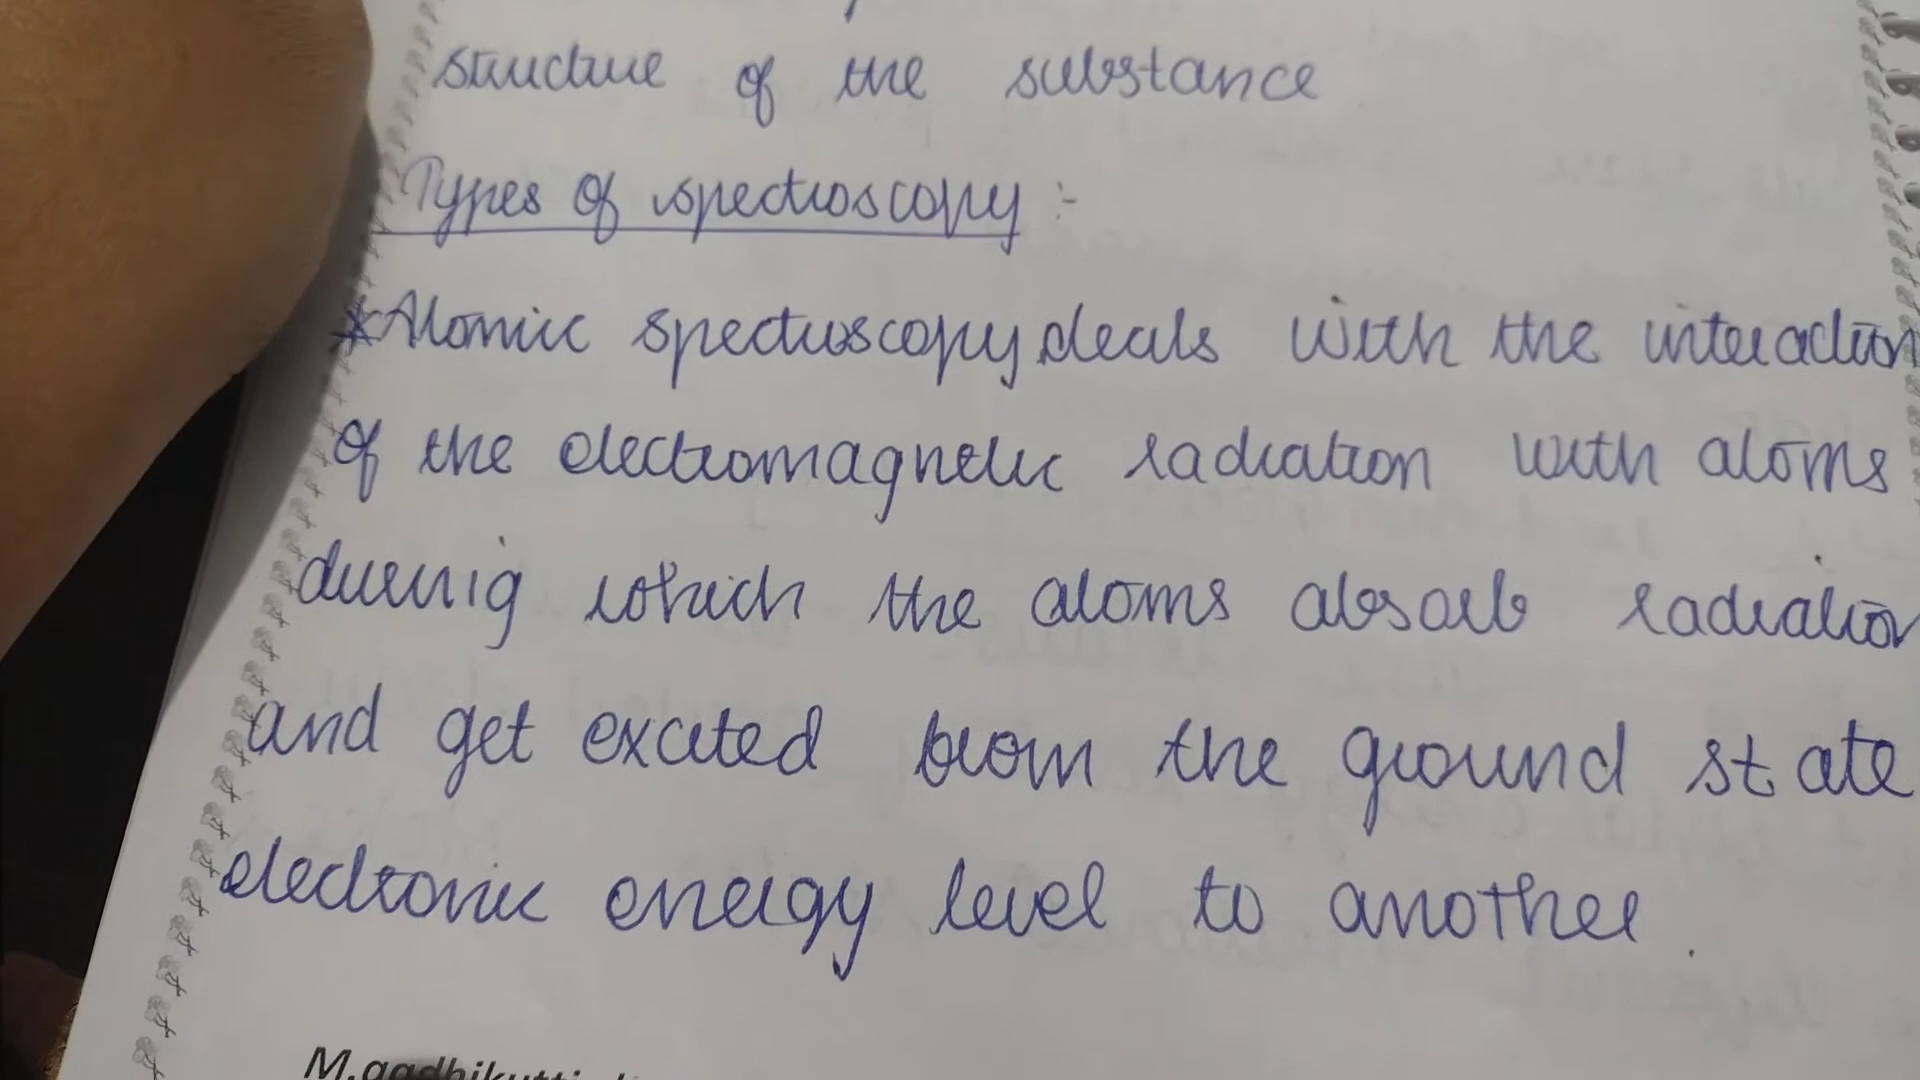 structure of the substance
Types of spectroscopy :-
*Atomic spectroscopy deals with the interaction
of the electromagnetic radiation with atoms
during which the atoms absorb radiation
and get excited from the ground state
electronic energy level to another.